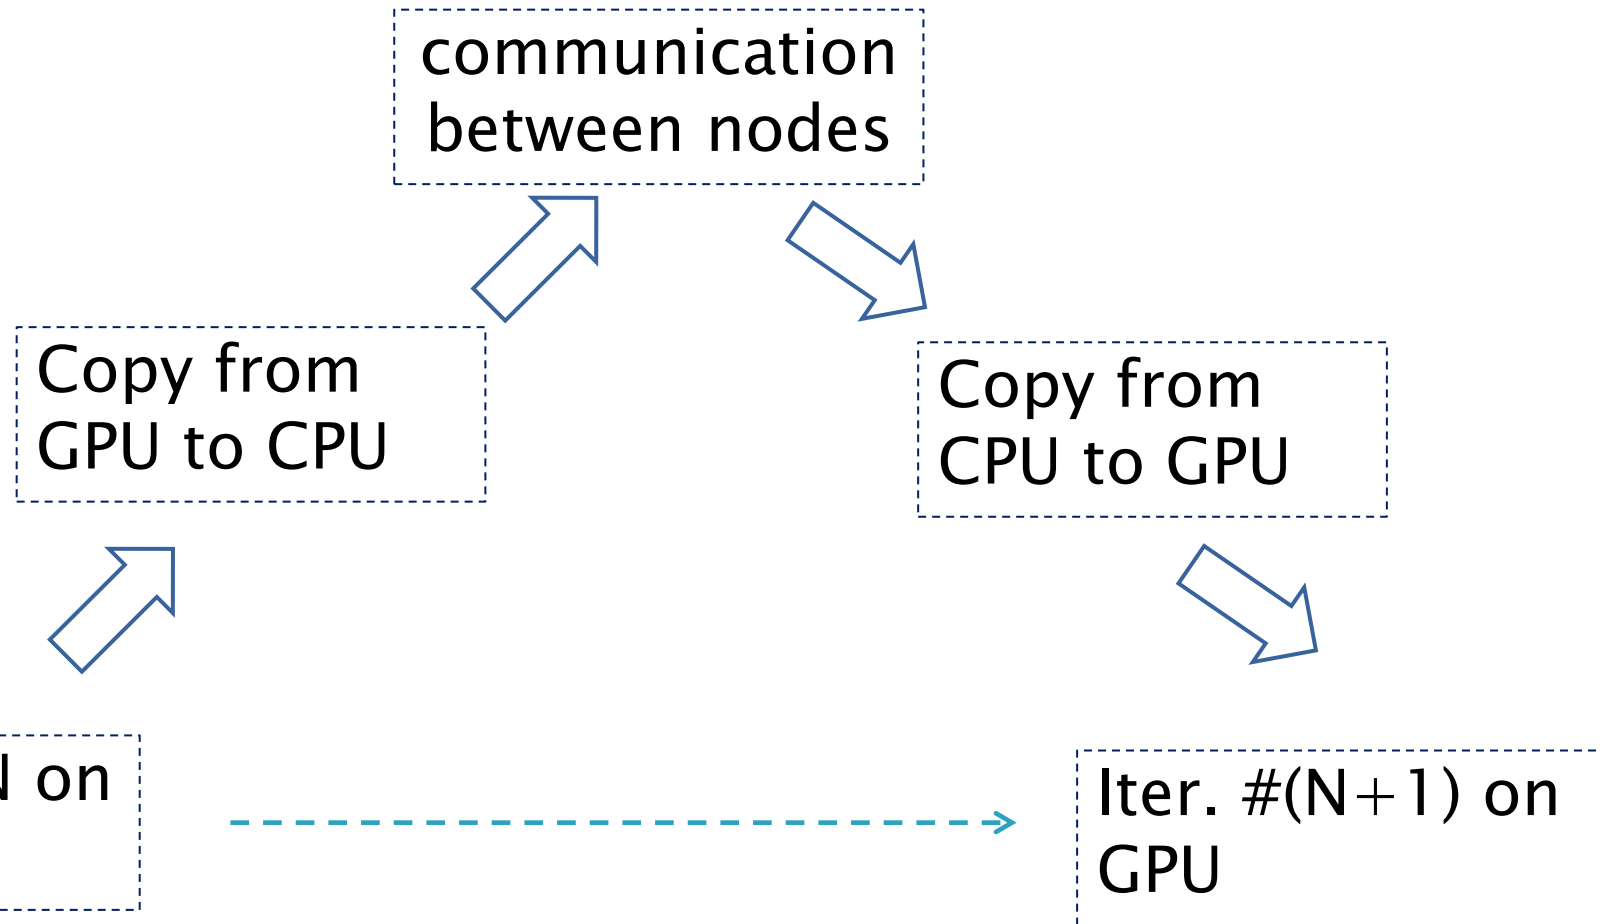 communication
between nodes
Copy from
GPU to CPU
Copy from
CPU to GPU
on
Iter. #(N+1) on
GPU